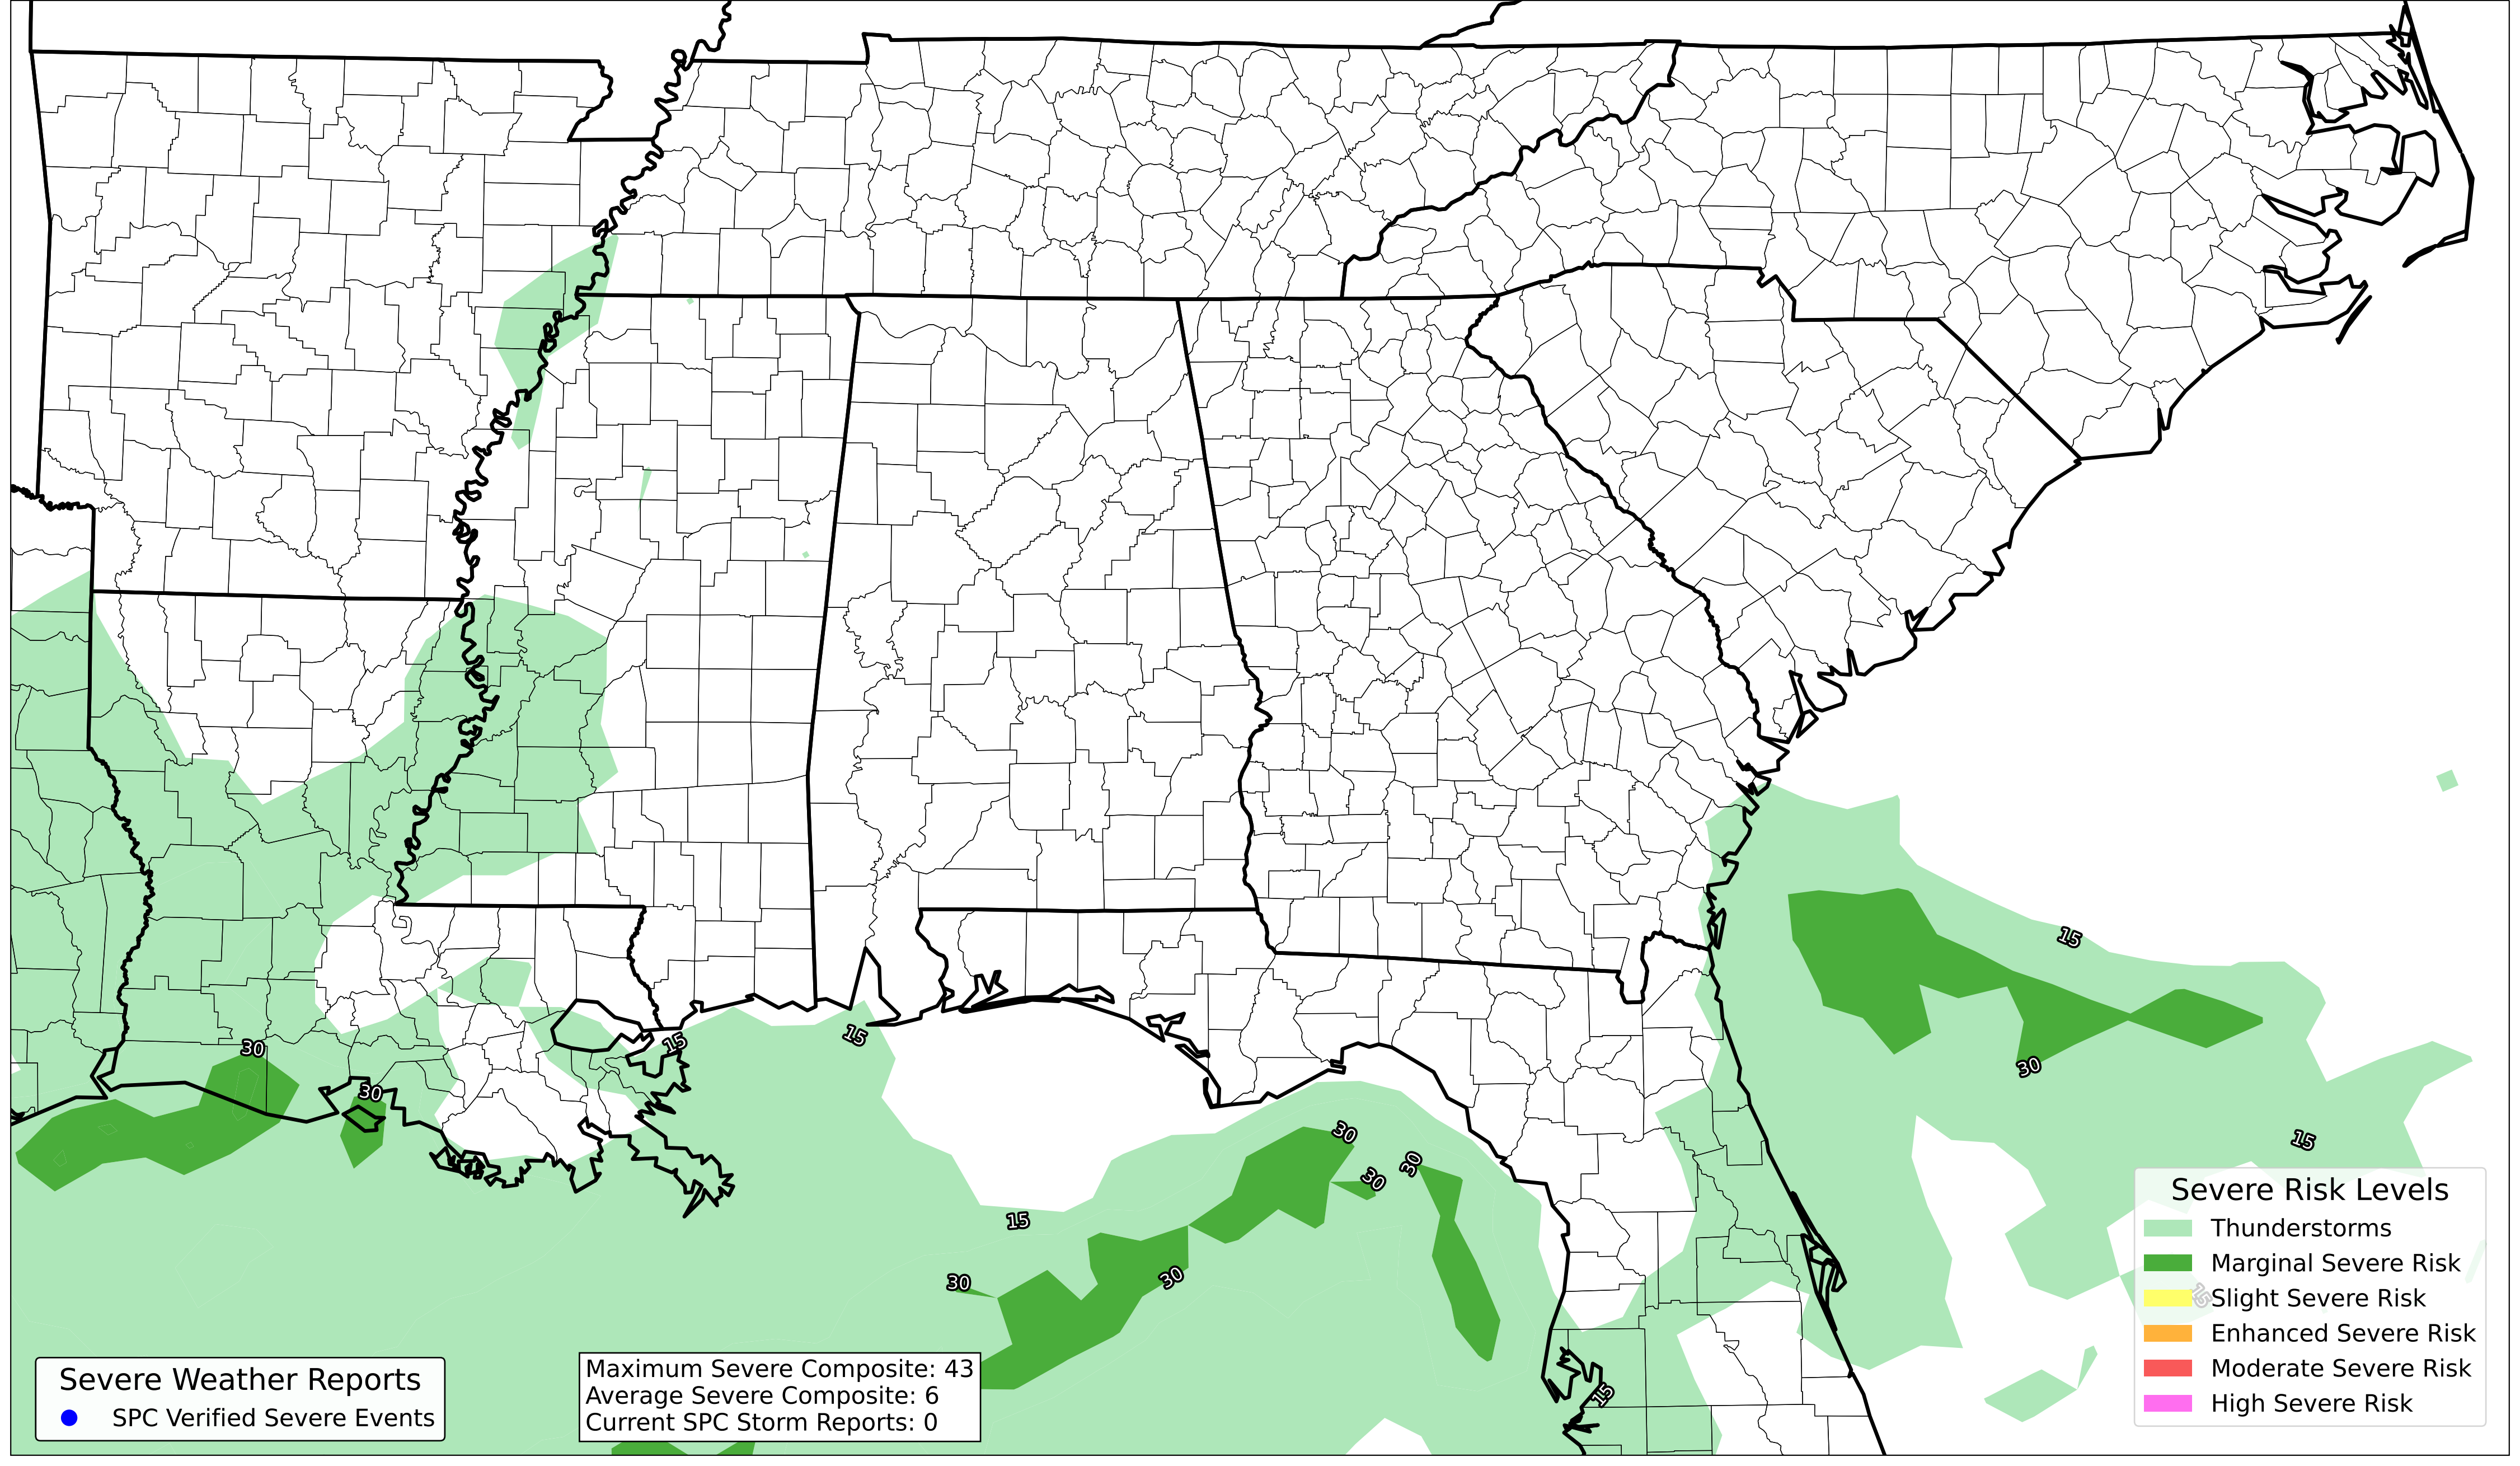 15
30
15
15
30
30
30
30
30
15
15
30
30
15
15
Severe Risk Levels
Thunderstorms
Marginal Severe Risk
Slight Severe Risk
Enhanced Severe Risk
Moderate Severe Risk
High Severe Risk
Severe Weather Reports
SPC Verified Severe Events
Maximum Severe Composite: 43
Average Severe Composite: 6
Current SPC Storm Reports: 0
15